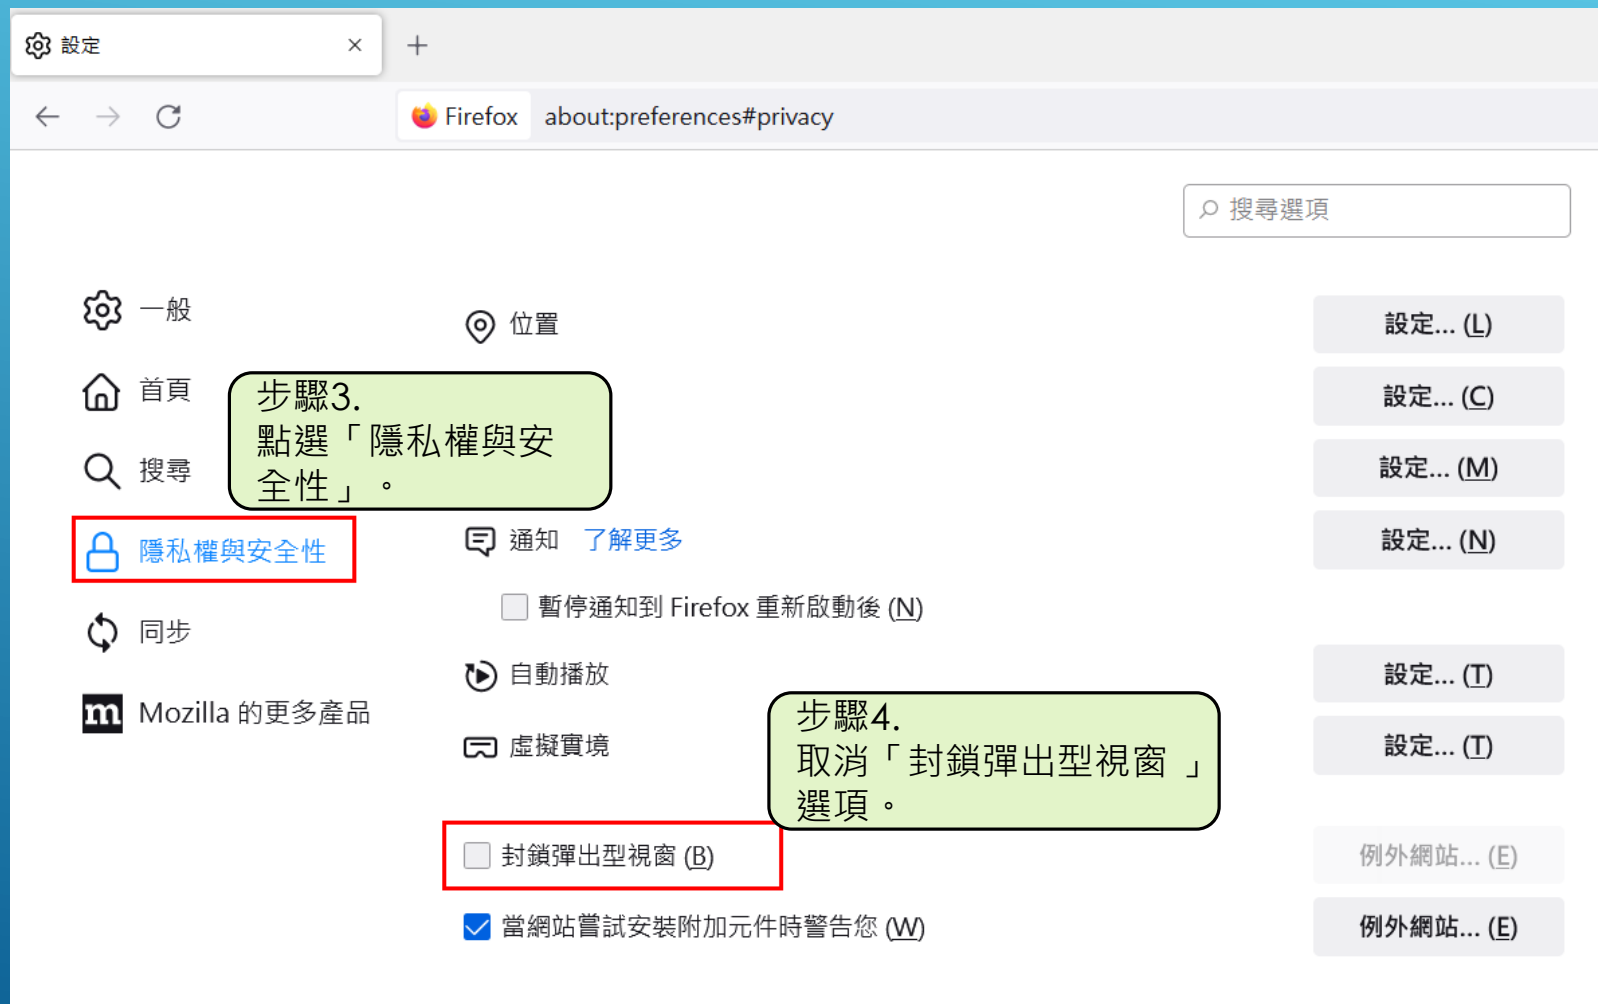 設定
Firefox about:preferences#privacy
搜尋選項
一般
首頁
搜尋
隱私權與安全性
同步
Mozilla 的更多產品
步驟3.
點選「隱私權與安
全性」。
位置 設定... (L)
設定... (C)
設定... (M)
通知 了解更多 設定... (N)
暫停通知到 Firefox 重新啟動後 (N)
自動播放 設定... (T)
虛擬實境 設定... (T)
步驟4.
取消「封鎖彈出型視窗 」
選項。
封鎖彈出型視窗 (B) 例外網站... (E)
當網站嘗試安裝附加元件時警告您 (W) 例外網站... (E)